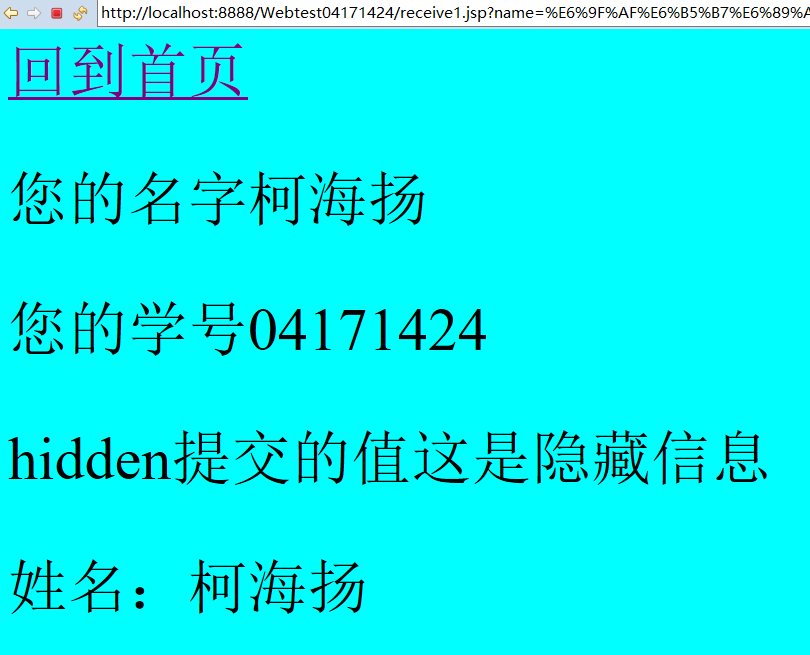 http://localhost:8888/Webtest04171424/receive1.jsp?name=%E6%9F%AF%E6%B5%B7%E6%89%
回到首页
您的名字柯海扬
您的学号04171424
hidden提交的值这是隐藏信息
姓名：柯海扬